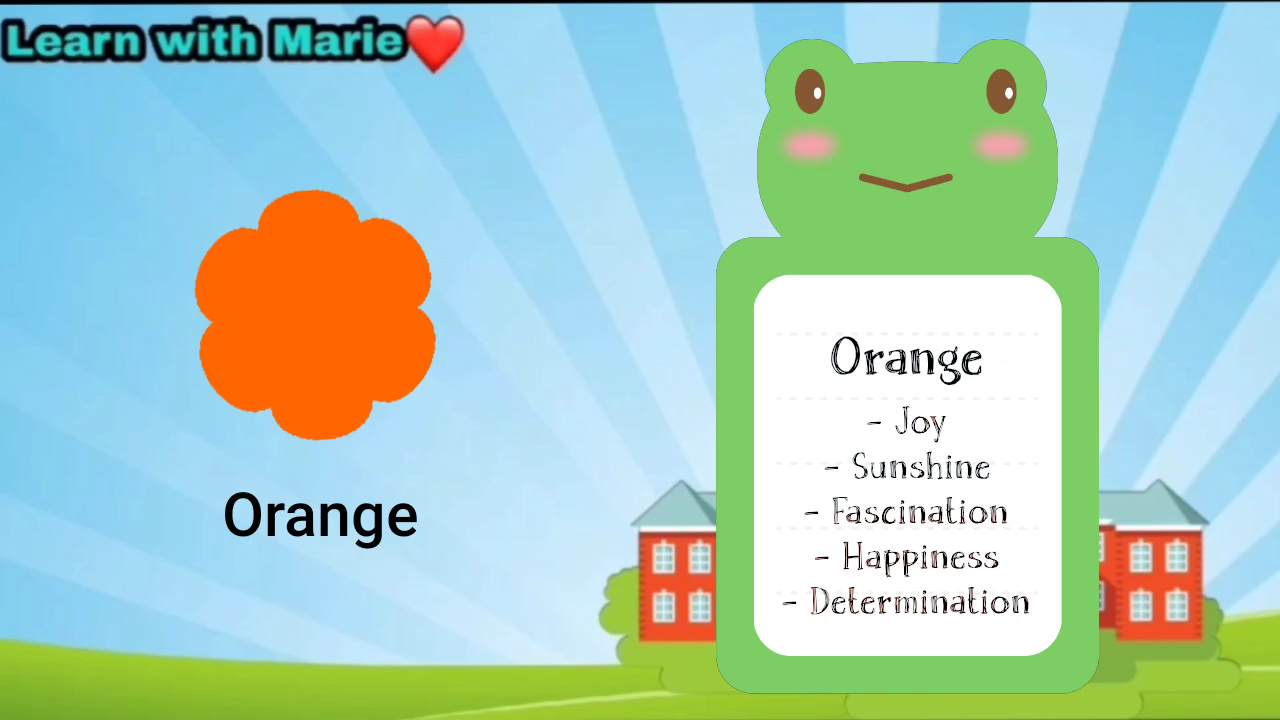 Learn with Marie❤️
Orange
Orange
- Joy
- Sunshine
- Fascination
- Happiness
- Determination